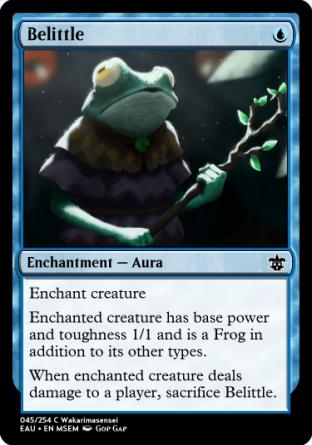 Belittle
Enchantment — Aura
Enchant creature
Enchanted creature has base power
and toughness 1/1 and is a Frog in
addition to its other types.
When enchanted creature deals
damage to a player, sacrifice Belittle.
045/254 C Wakarimasensei
EAU • EN MSEM Gop Gap